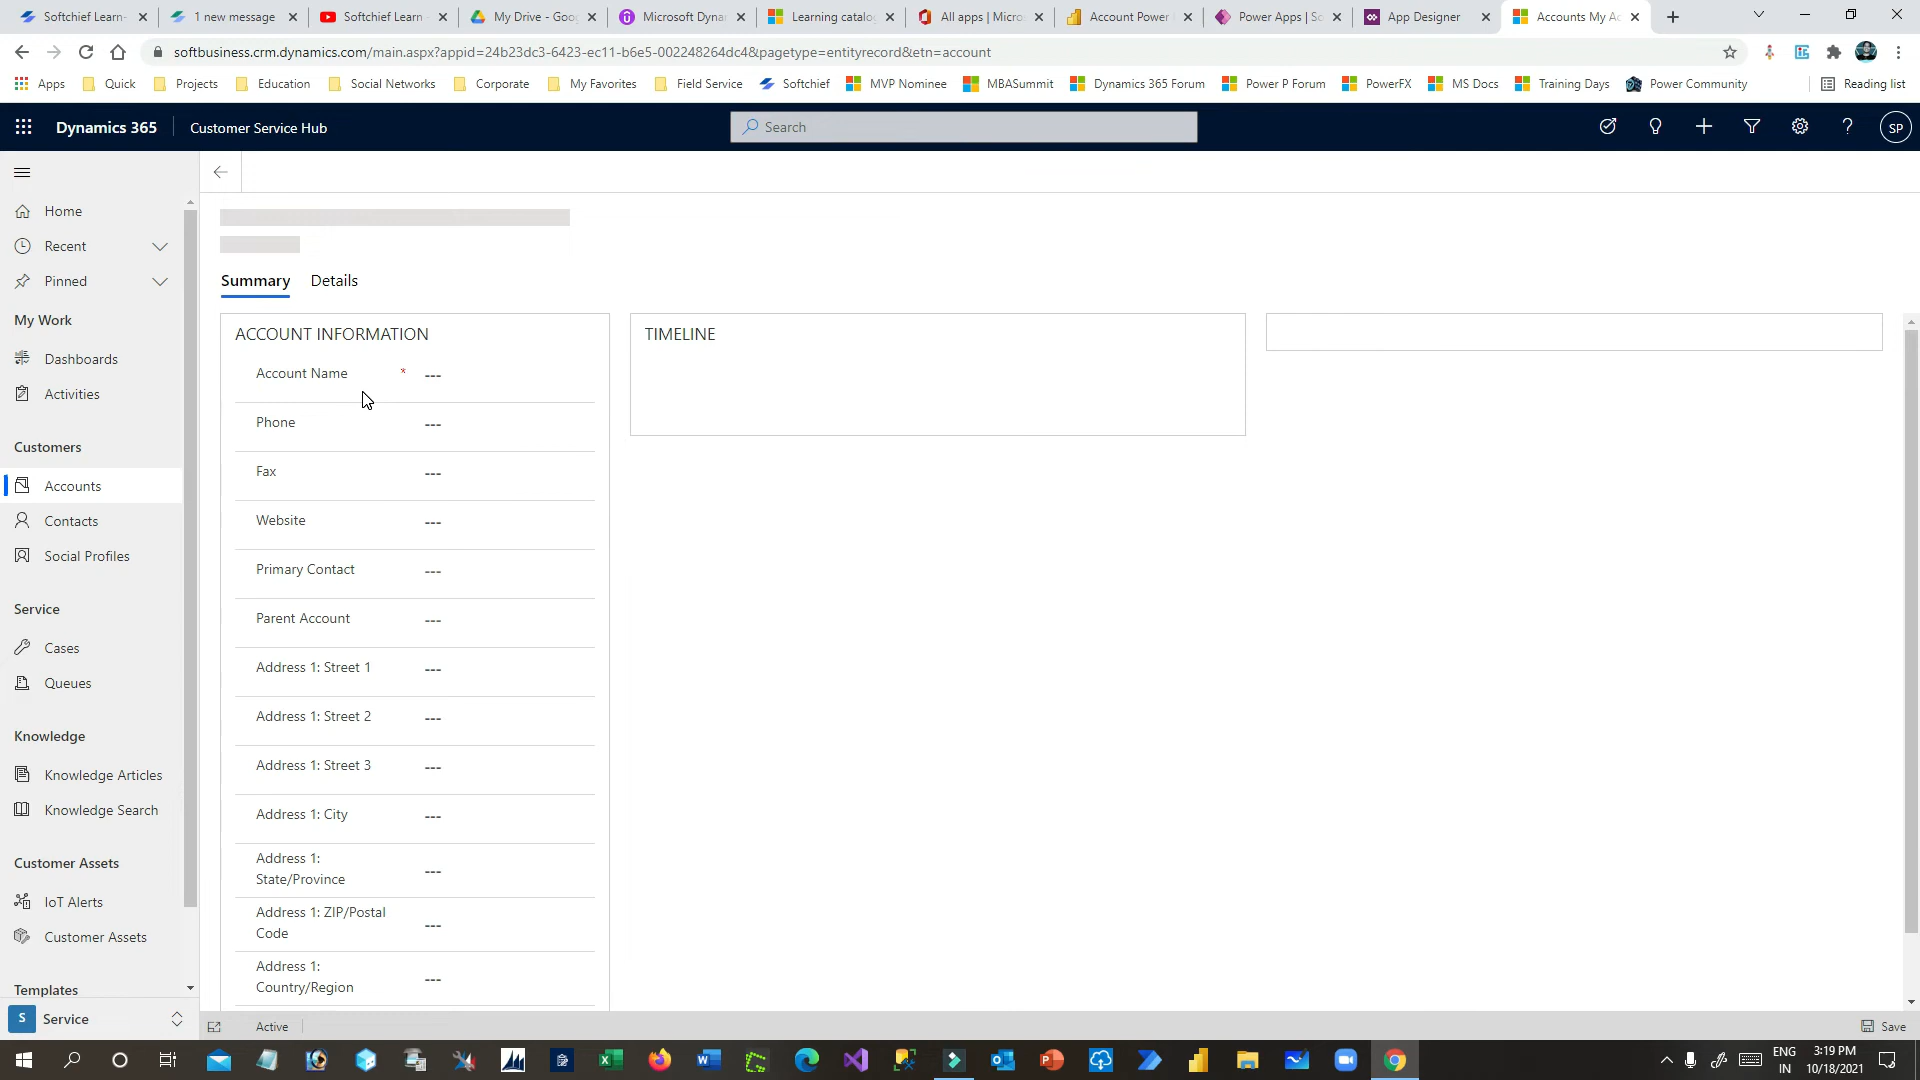 Softchief Learn-
1 new message
Softchief Learn -
My Drive - Goo
Microsoft Dyna
Learning catalo
All apps | Micro
Account Power
Power Apps | So
App Designer
Accounts My Ac
softbusiness.crm.dynamics.com/main.aspx?appid=24b23dc3-6423-ec11-b6e5-002248264dc4&pagetype=entityrecord&etn=account
Apps
Quick
Projects
Education
Social Networks
Corporate
My Favorites
Field Service
Softchief
MVP Nominee
MBASummit
Dynamics 365 Forum
Power P Forum
PowerFX
MS Docs
Training Days
Power Community
Reading list
Dynamics 365
Customer Service Hub
Search
SP
Home
Recent
Pinned
My Work
Dashboards
Activities
Customers
Accounts
Contacts
Social Profiles
Service
Cases
Queues
Knowledge
Knowledge Articles
Knowledge Search
Customer Assets
IoT Alerts
Customer Assets
Templates
S Service
Summary
Details
ACCOUNT INFORMATION
Account Name * ---
Phone ---
Fax ---
Website ---
Primary Contact ---
Parent Account ---
Address 1: Street 1 ---
Address 1: Street 2 ---
Address 1: Street 3 ---
Address 1: City ---
Address 1:
State/Province ---
Address 1: ZIP/Postal
Code ---
Address 1:
Country/Region ---
TIMELINE
Active
Save
ENG
IN
3:19 PM
10/18/2021